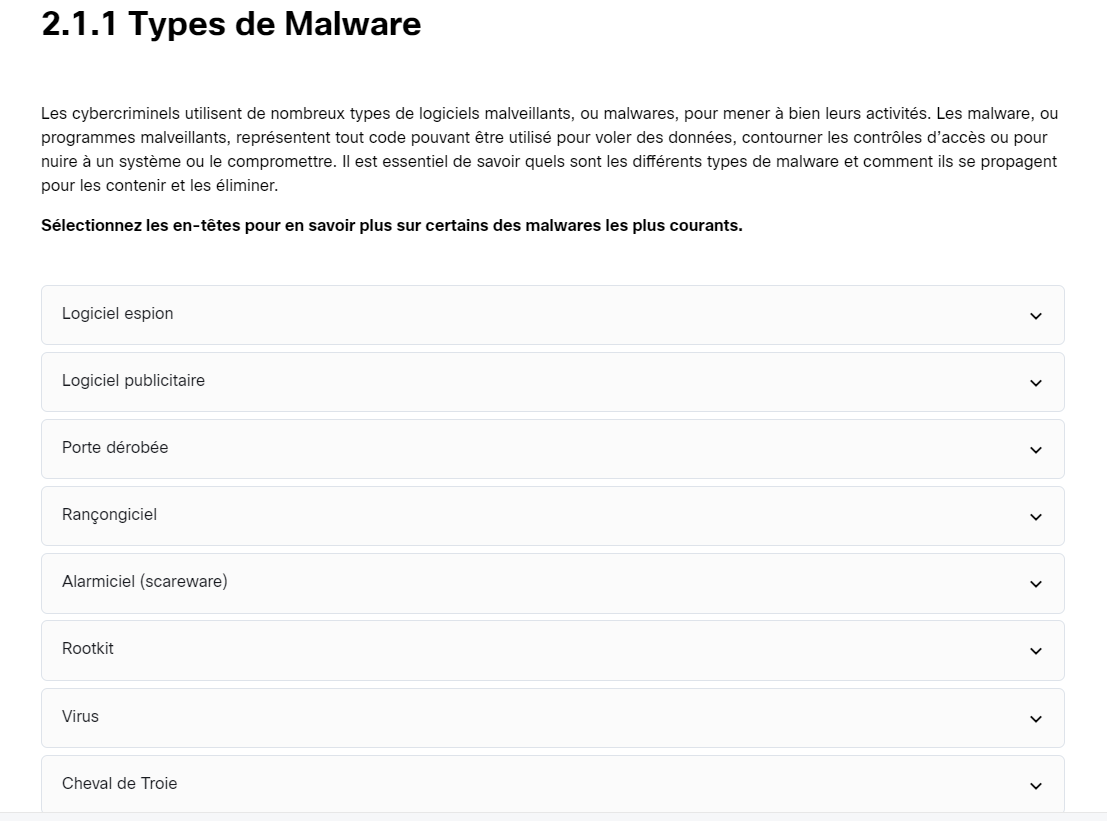 2.1.1 Types de Malware
Les cybercriminels utilisent de nombreux types de logiciels malveillants, ou malwares, pour mener à bien leurs activités. Les malware, ou
programmes malveillants, représentent tout code pouvant être utilisé pour voler des données, contourner les contrôles d’accès ou pour
nuire à un système ou le compromettre. Il est essentiel de savoir quels sont les différents types de malware et comment ils se propagent
pour les contenir et les éliminer.
Sélectionnez les en-têtes pour en savoir plus sur certains des malwares les plus courants.
Logiciel espion
Logiciel publicitaire
Porte dérobée
Rançongiciel
Alarmiciel (scareware)
Rootkit
Virus
Cheval de Troie